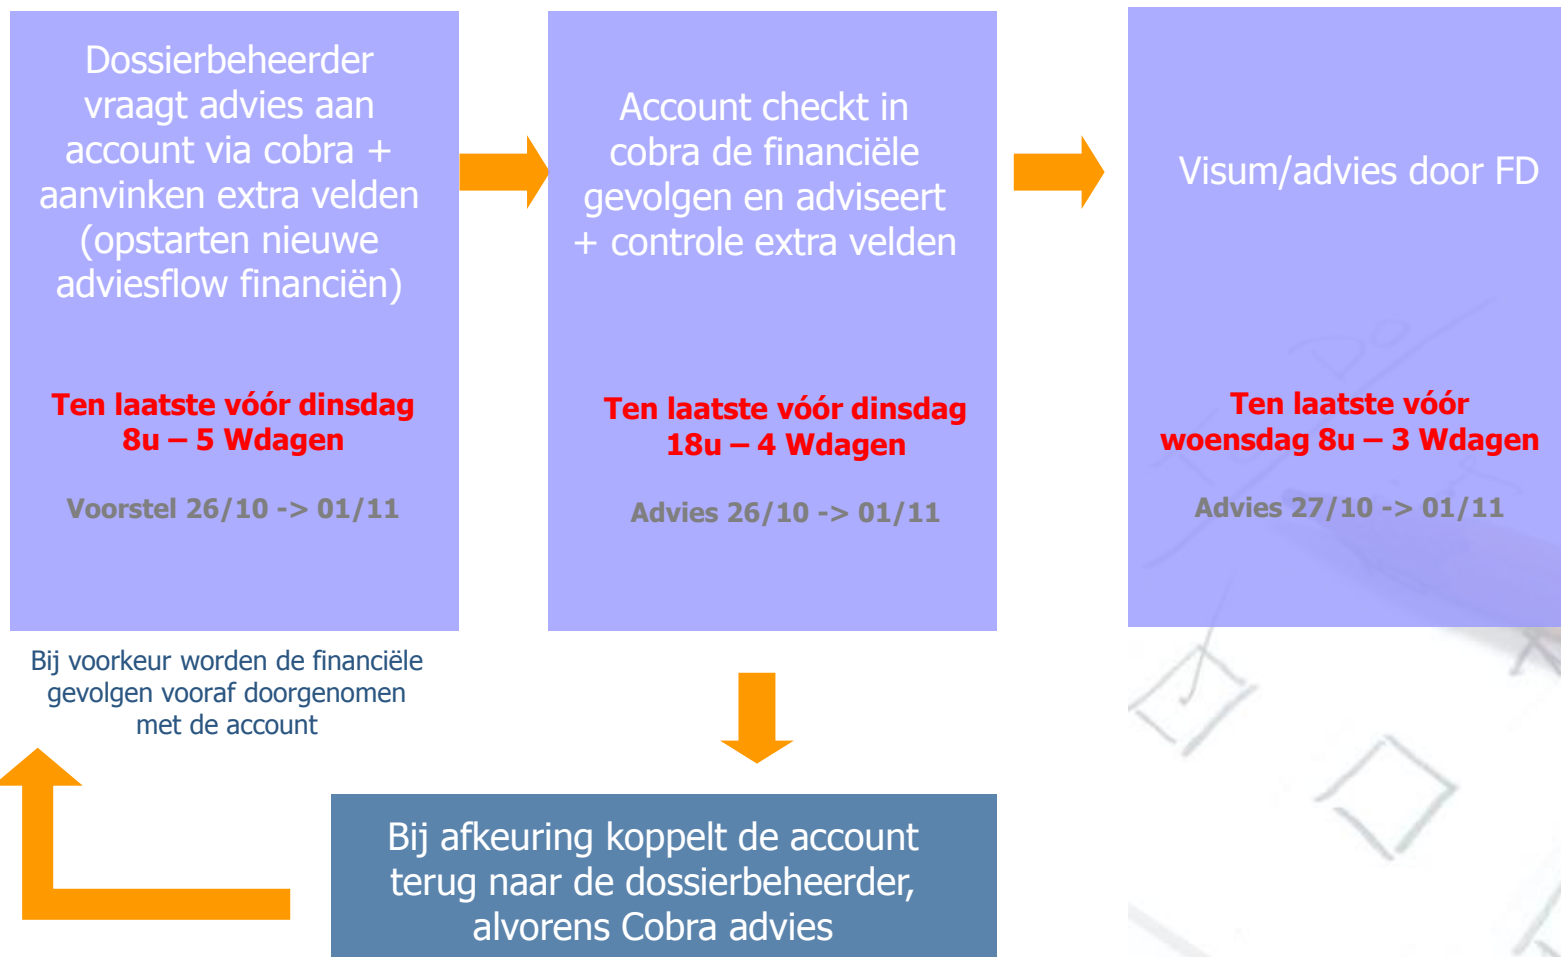 Dossierbeheerder
vraagt advies aan
account via cobra +
aanvinken extra velden
(opstarten nieuwe
adviesflow financiën)
Ten laatste vóór dinsdag
8u – 5 Wdagen
Voorstel 26/10 -> 01/11
Account checkt in
cobra de financiële
gevolgen en adviseert
+ controle extra velden
Ten laatste vóór dinsdag
18u – 4 Wdagen
Advies 26/10 -> 01/11
Visum/advies door FD
Ten laatste vóór
woensdag 8u – 3 Wdagen
Advies 27/10 -> 01/11
Bij voorkeur worden de financiële
gevolgen vooraf doorgenomen
met de account
Bij afkeuring koppelt de account
terug naar de dossierbeheerder,
alvorens Cobra advies